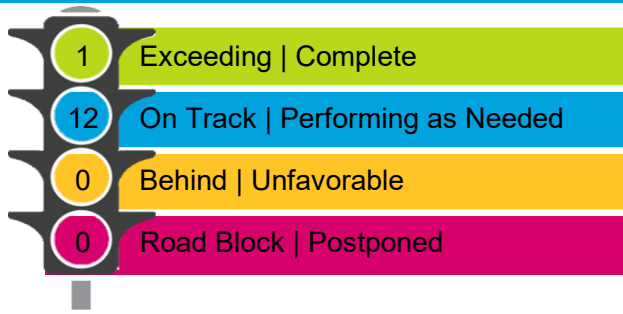 1 Exceeding | Complete
12 On Track | Performing as Needed
0 Behind | Unfavorable
0 Road Block | Postponed